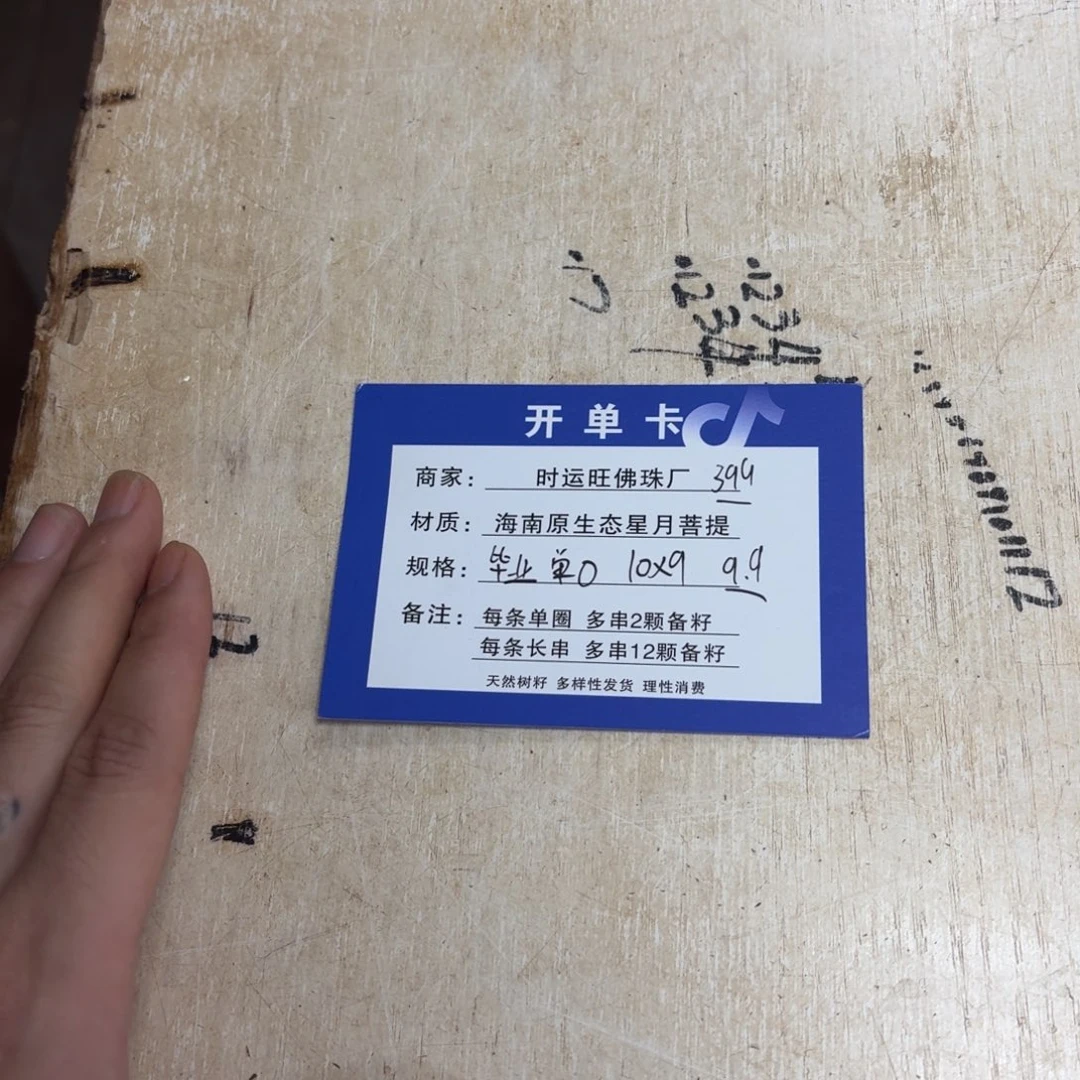 开单卡
商家： 时运旺佛珠厂 399
材质： 海南原生态星月菩提
规格： 毕业 单0 10x9 9.9
备注： 每条单圈 多串2颗备籽
每条长串 多串12颗备籽
天然树籽 多样性发货 理性消费